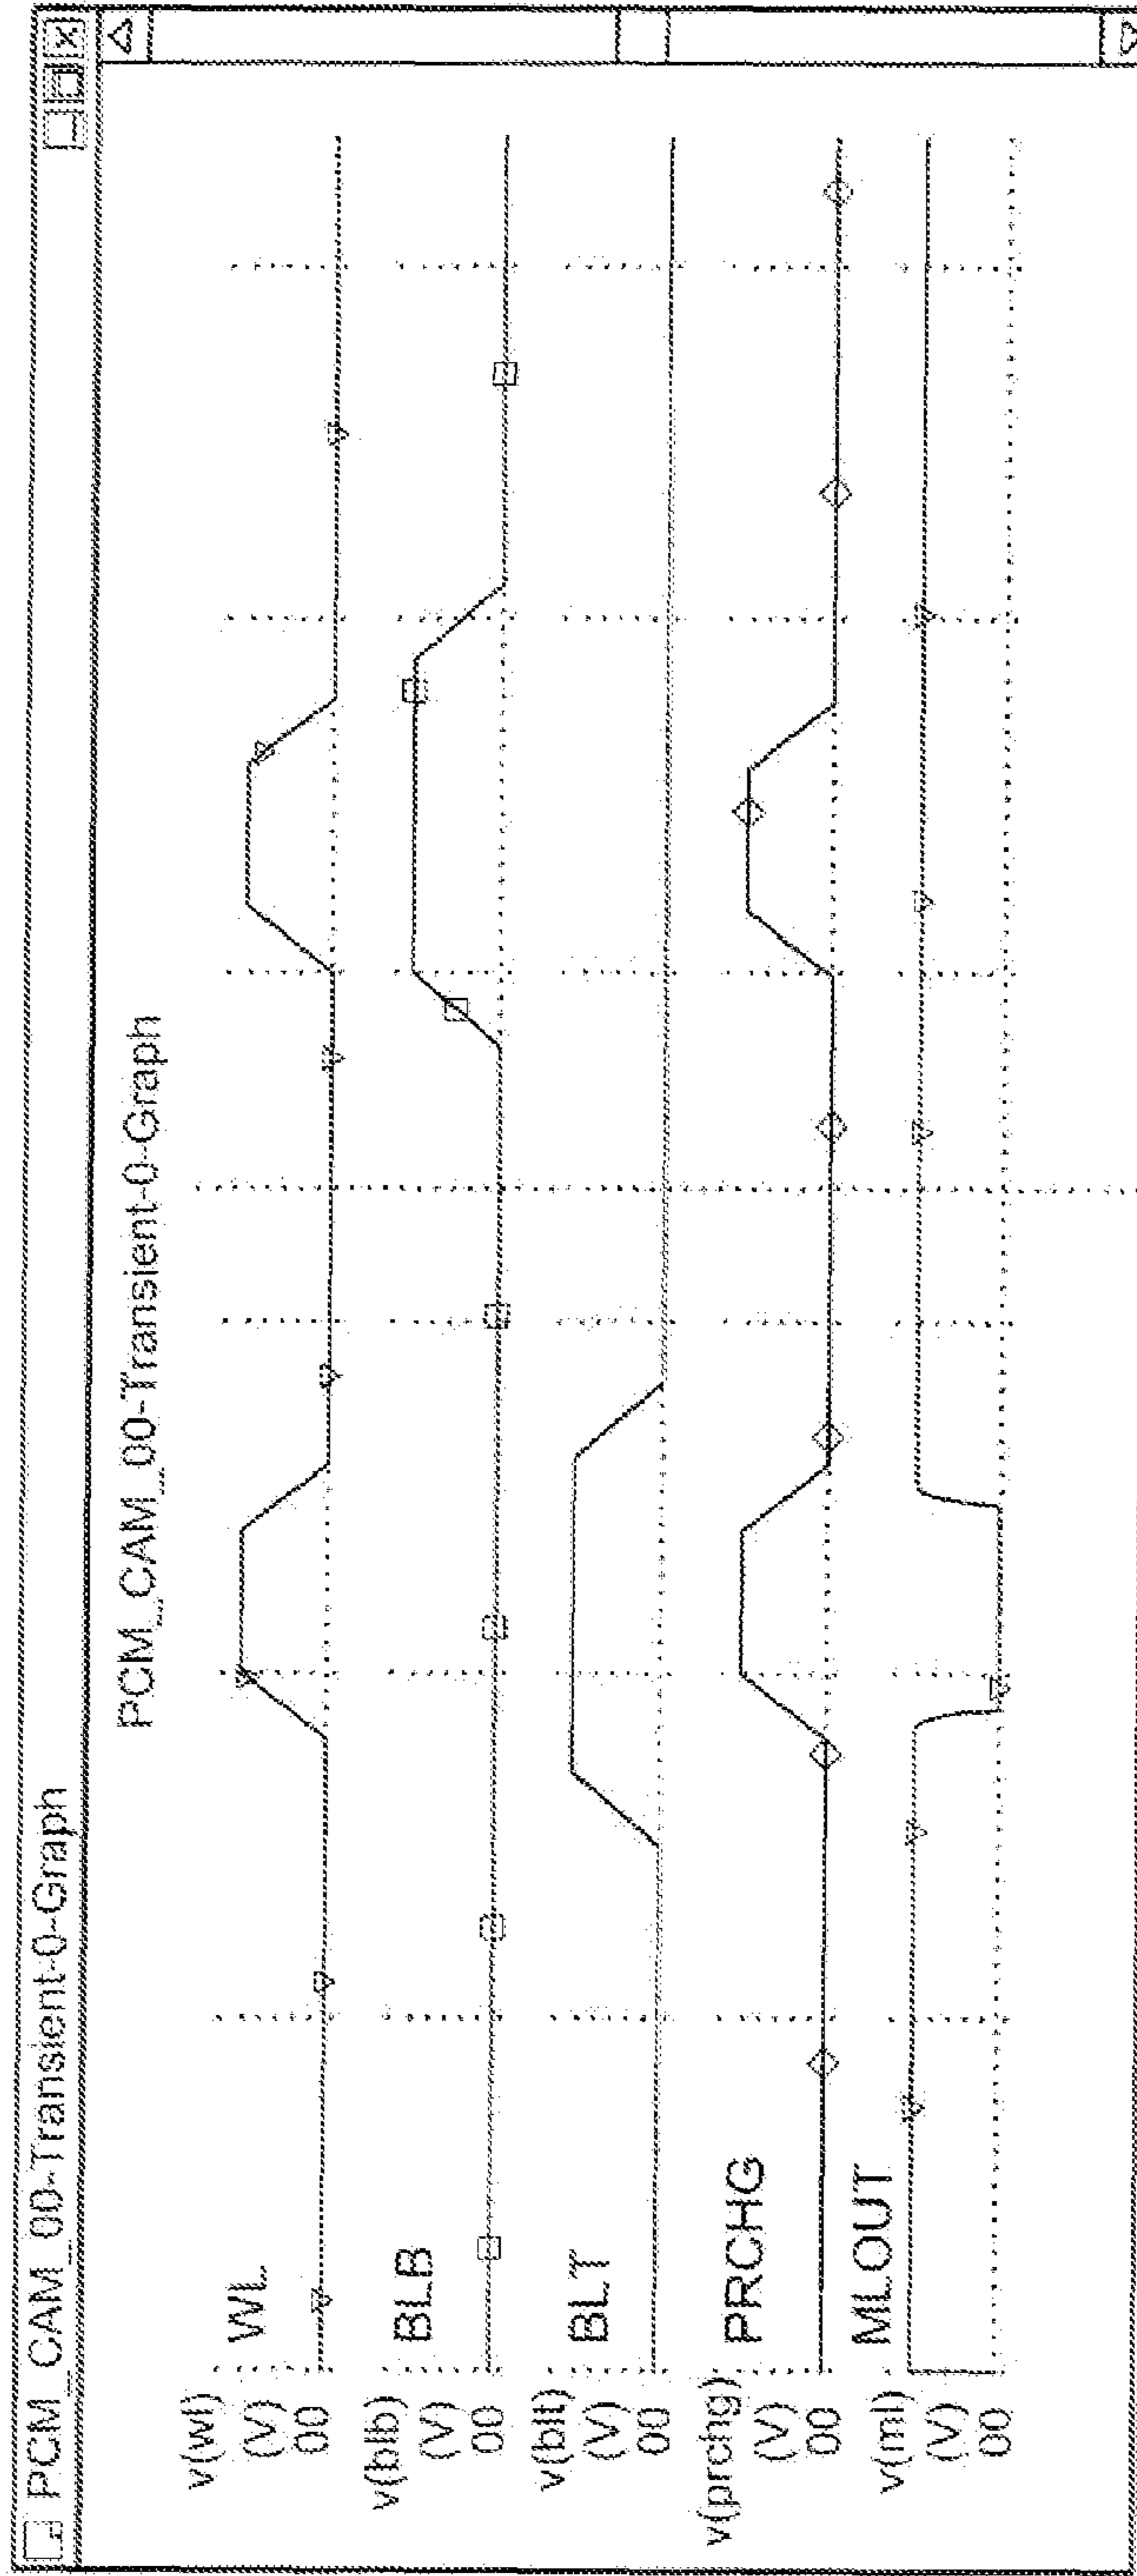 PCM_CAM_00-Transient-0-Graph
PCM_CAM_00-Transient-0-Graph
v(wl)
(V)
00
WL
v(blb)
(V)
00
BLB
v(blt)
(V)
00
BLT
v(prchg)
(V)
00
PRCHG
v(ml)
(V)
00
MLOUT